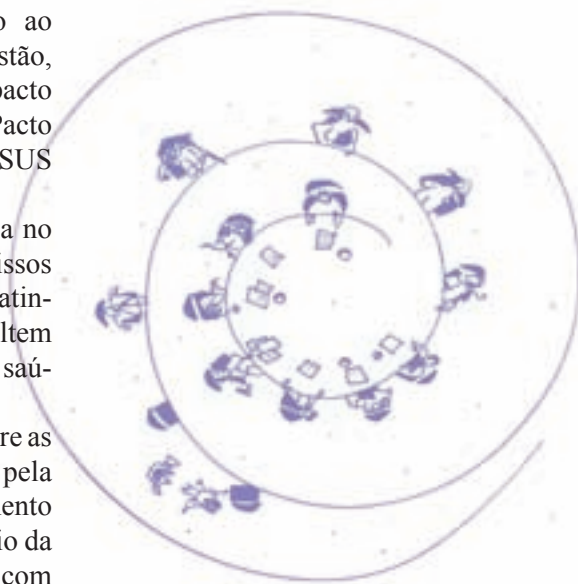 o ao
stão,
pacto
Pacto
SUS
a no
issos
atin-
ltem
saú-
re as
pela
ento
io da
com